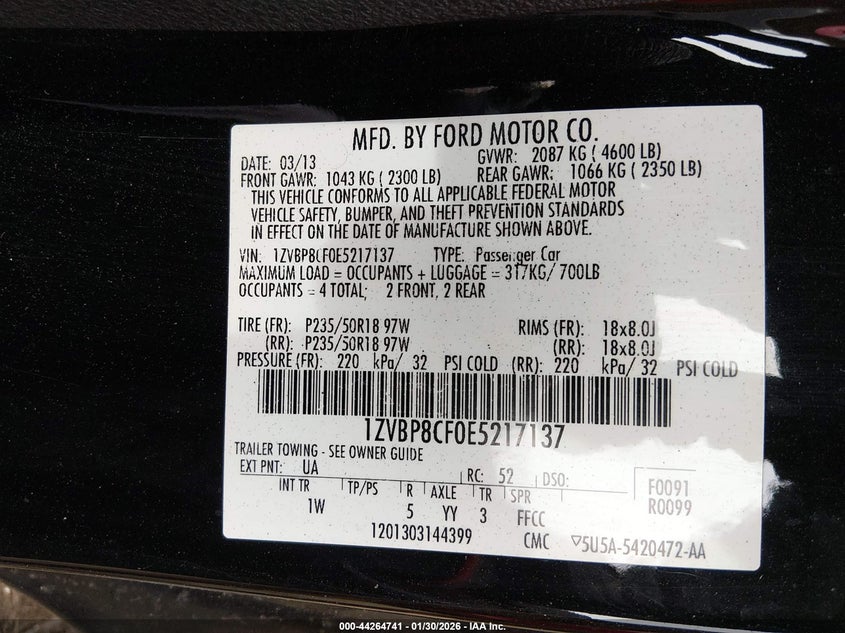 MFD. BY FORD MOTOR CO.
DATE: 03/13 GVWR: 2087 KG ( 4600 LB)
FRONT GAWR: 1043 KG ( 2300 LB) REAR GAWR: 1066 KG ( 2350 LB)
THIS VEHICLE CONFORMS TO ALL APPLICABLE FEDERAL MOTOR
VEHICLE SAFETY, BUMPER, AND THEFT PREVENTION STANDARDS
IN EFFECT ON THE DATE OF MANUFACTURE SHOWN ABOVE.
VIN: 1ZVBP8CF0E5217137 TYPE: Passenger Car
MAXIMUM LOAD = OCCUPANTS + LUGGAGE = 317KG/ 700LB
OCCUPANTS = 4 TOTAL; 2 FRONT, 2 REAR
TIRE (FR): P235/50R18 97W RIMS (FR): 18x8.0J
(RR): P235/50R18 97W (RR): 18x8.0J
PRESSURE (FR): 220 kPa/ 32 PSI COLD (RR): 220 kPa/ 32 PSI COLD
1ZVBP8CF0E5217137
TRAILER TOWING - SEE OWNER GUIDE
EXT PNT: UA RC: 52 DSO: F0091
INT TR TP/PS R AXLE TR SPR R0099
1W 5 YY 3 FFCC
1201303144399 CMC ▽5U5A-5420472-AA
000-44264741 - 01/30/2026 - IAA Inc.